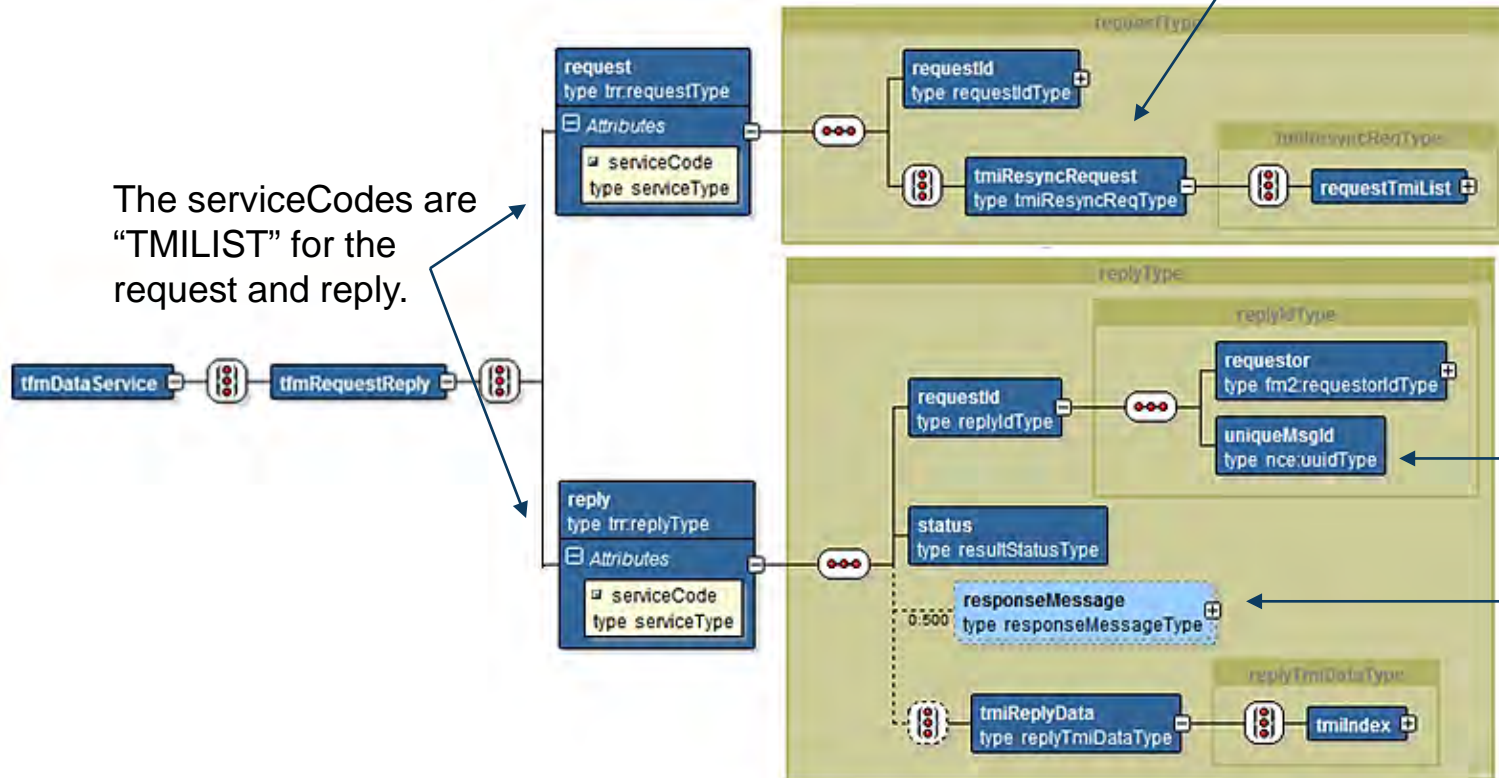 requestType
request
type trr:requestType
Attributes
serviceCode
type serviceType
requestId
type requestIdType
tmiResyncReqType
tmiResyncRequest
type tmiResyncReqType
requestTmiList
The serviceCodes are
“TMILIST” for the
request and reply.
tfmDataService
tfmRequestReply
replyType
replyIdType
requestor
type fm2:requestorIdType
requestId
type replyIdType
uniqueMsgId
type nce:uuidType
reply
type trr:replyType
Attributes
serviceCode
type serviceType
status
type resultStatusType
0:500
responseMessage
type responseMessageType
replyTmiDataType
tmiReplyData
type replyTmiDataType
tmiIndex